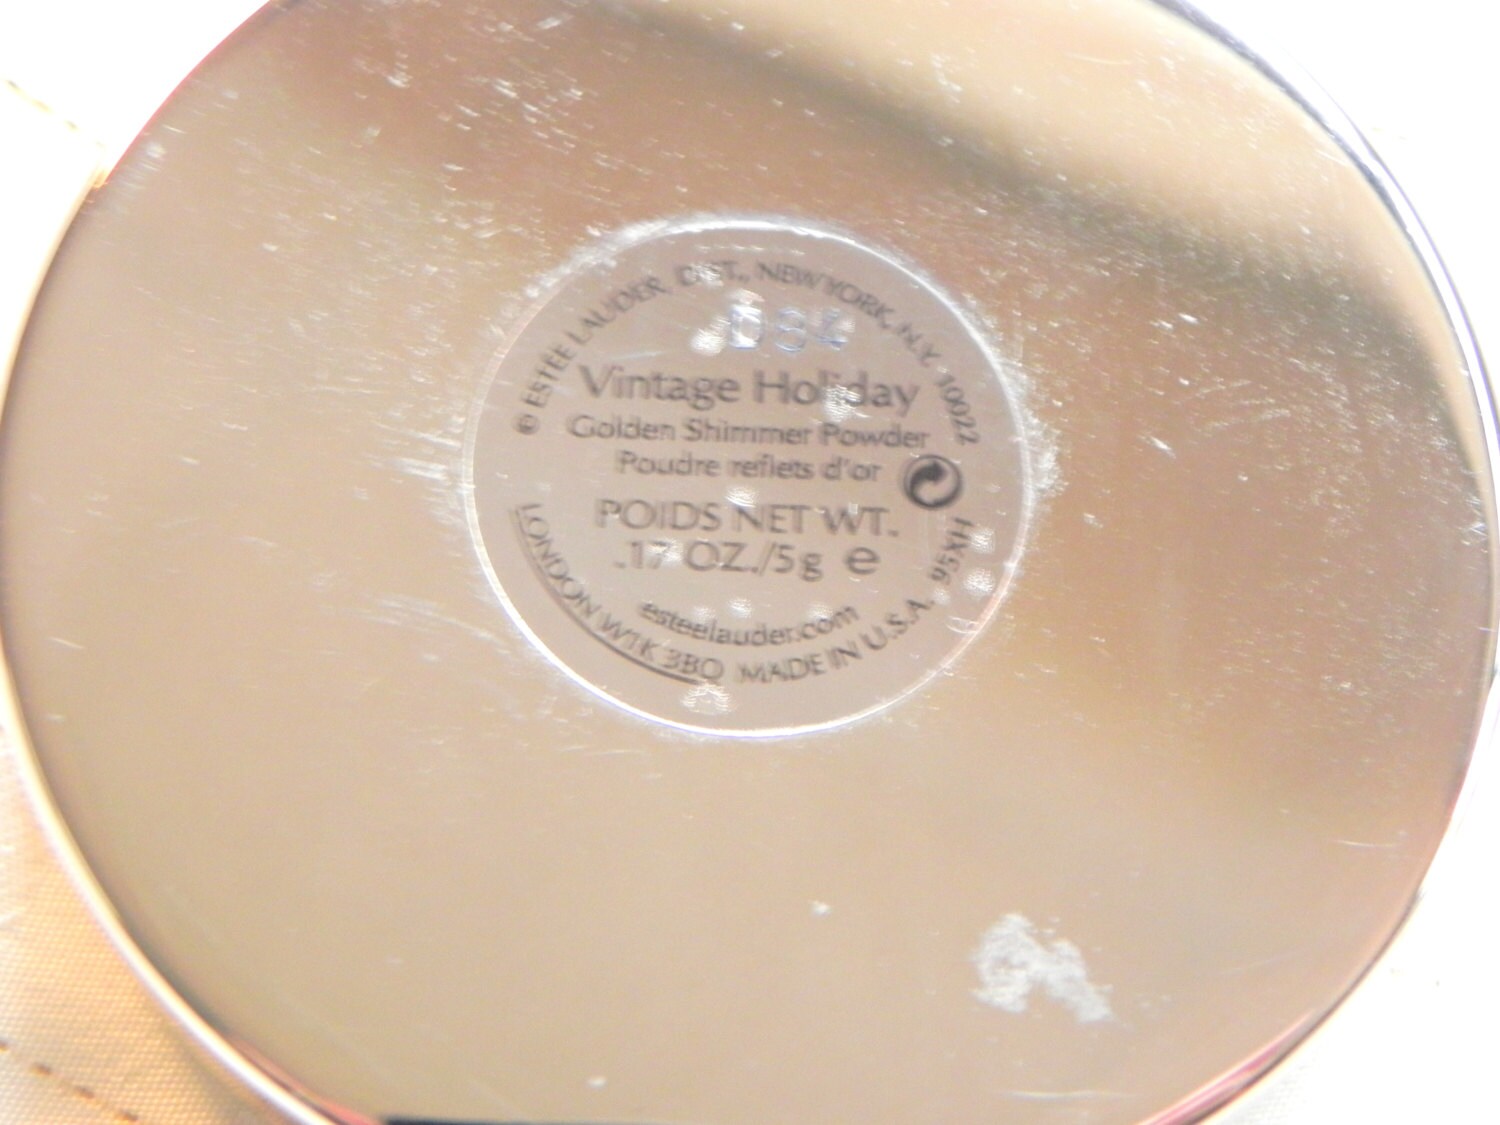 © ESTÉE LAUDER, DIST., NEW YORK, N.Y. 10022
Vintage Holiday
Golden Shimmer Powder
Poudre reflets d'or
POIDS NET WT.
.17 OZ./5g e
esteelauder.com
LONDON W1K 3BQ MADE IN U.S.A. 95XH